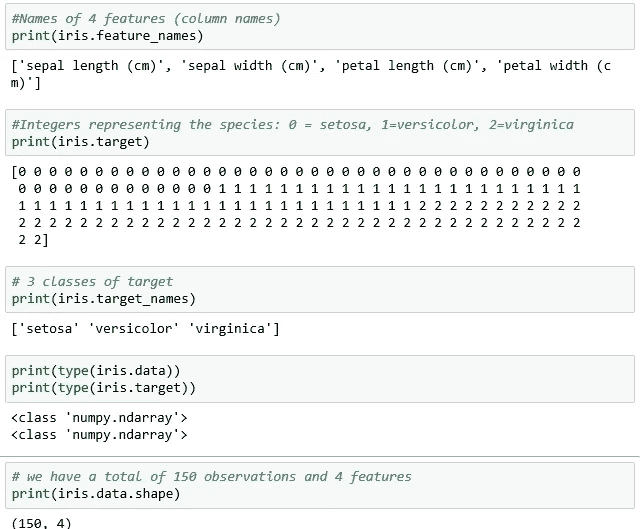 #Names of 4 features (column names)
print(iris.feature_names)
['sepal length (cm)', 'sepal width (cm)', 'petal length (cm)', 'petal width (c
m)']
#Integers representing the species: 0 = setosa, 1=versicolor, 2=virginica
print(iris.target)
[0 0 0 0 0 0 0 0 0 0 0 0 0 0 0 0 0 0 0 0 0 0 0 0 0 0 0 0 0 0 0 0 0 0 0 0 0
0 0 0 0 0 0 0 0 0 0 0 0 0 1 1 1 1 1 1 1 1 1 1 1 1 1 1 1 1 1 1 1 1 1 1 1 1
1 1 1 1 1 1 1 1 1 1 1 1 1 1 1 1 1 1 1 1 1 1 1 1 1 1 2 2 2 2 2 2 2 2 2 2 2
2 2 2 2 2 2 2 2 2 2 2 2 2 2 2 2 2 2 2 2 2 2 2 2 2 2 2 2 2 2 2 2 2 2 2 2 2
2 2]
# 3 classes of target
print(iris.target_names)
['setosa' 'versicolor' 'virginica']
print(type(iris.data))
print(type(iris.target))
<class 'numpy.ndarray'>
<class 'numpy.ndarray'>
# we have a total of 150 observations and 4 features
print(iris.data.shape)
(150, 4)